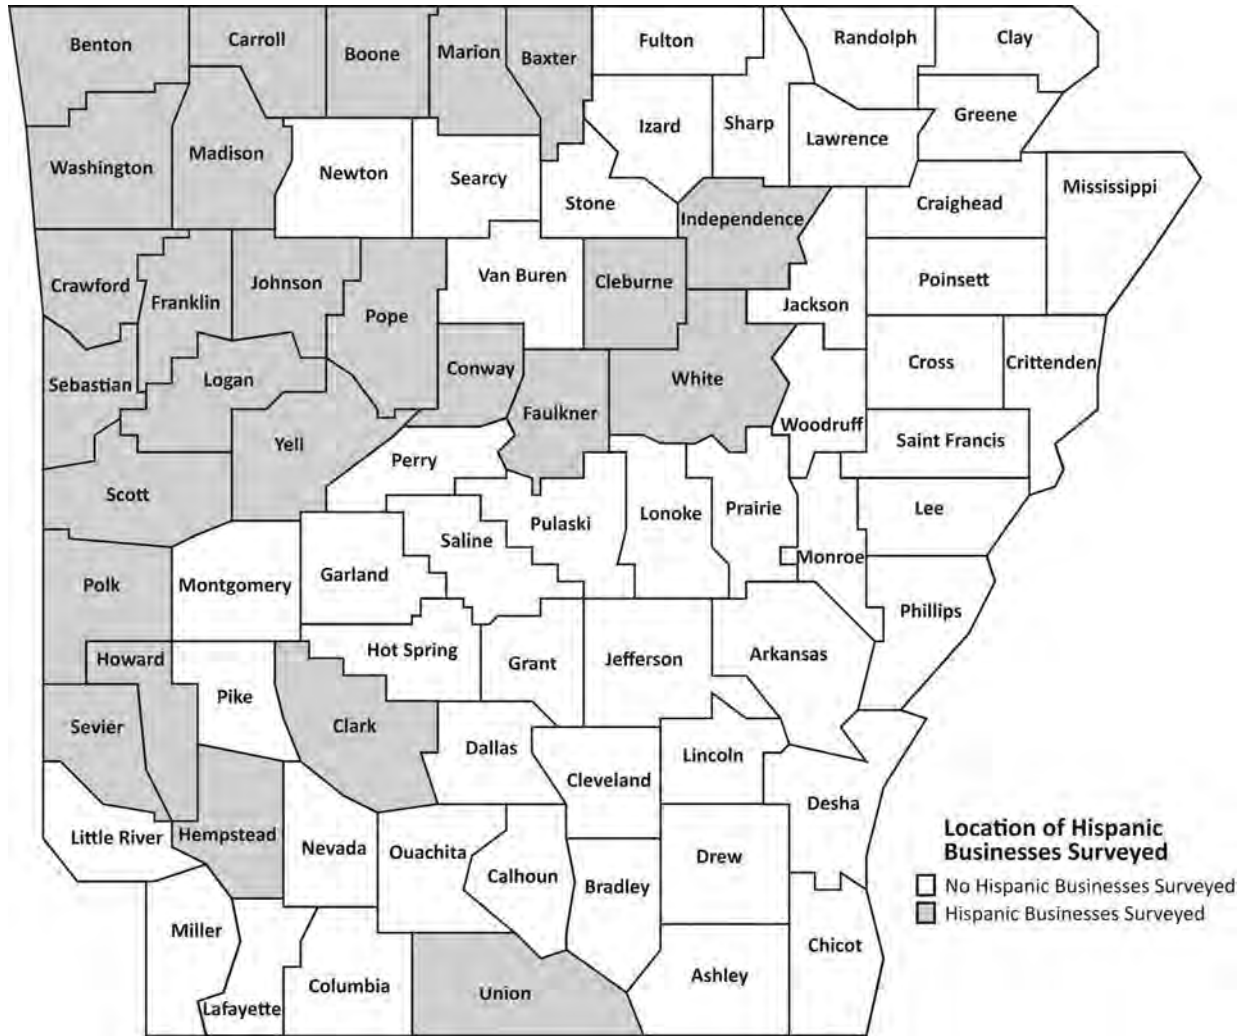 Benton
Carroll
Boone
Marion
Baxter
Fulton
Randolph
Clay
Washington
Madison
Newton
Searcy
Stone
Izard
Sharp
Lawrence
Greene
Independence
Craighead
Mississippi
Crawford
Franklin
Johnson
Pope
Van Buren
Cleburne
Jackson
Poinsett
Sebastian
Logan
Conway
Faulkner
White
Woodruff
Cross
Crittenden
Scott
Yell
Perry
Saint Francis
Pulaski
Lonoke
Prairie
Monroe
Lee
Polk
Montgomery
Garland
Saline
Phillips
Howard
Pike
Hot Spring
Grant
Jefferson
Arkansas
Sevier
Clark
Dallas
Cleveland
Lincoln
Desha
Little River
Hempstead
Nevada
Ouachita
Calhoun
Bradley
Drew
Miller
Lafayette
Columbia
Union
Ashley
Chicot
Location of Hispanic
Businesses Surveyed
No Hispanic Businesses Surveyed
Hispanic Businesses Surveyed